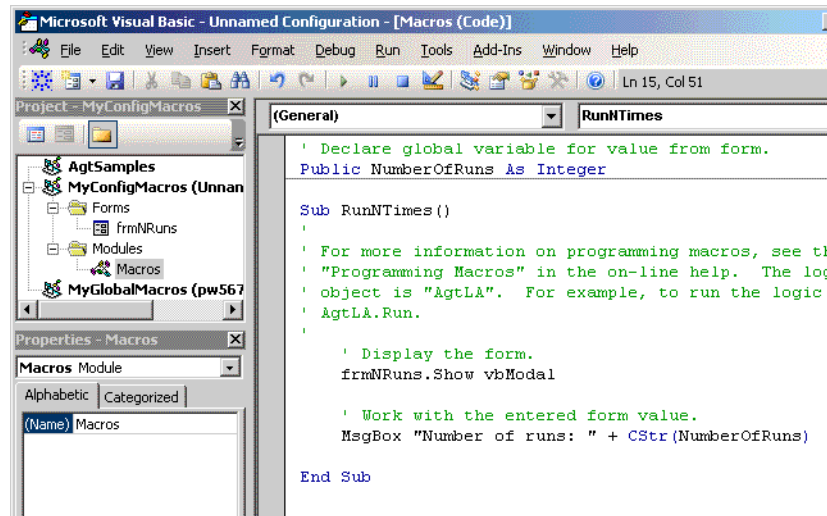 Microsoft Visual Basic - Unnamed Configuration - [Macros (Code)]
File Edit View Insert Format Debug Run Tools Add-Ins Window Help
Ln 15, Col 51
Project - MyConfigMacros
AgtSamples
MyConfigMacros (Unnan
Forms
frmNRuns
Modules
Macros
MyGlobalMacros (pw567
Properties - Macros
Macros Module
Alphabetic Categorized
(Name) Macros
(General) RunNTimes
' Declare global variable for value from form.
Public NumberOfRuns As Integer
Sub RunNTimes()
'
' For more information on programming macros, see th
' "Programming Macros" in the on-line help. The log
' object is "AgtLA". For example, to run the logic
' AgtLA.Run.
'
' Display the form.
frmNRuns.Show vbModal
' Work with the entered form value.
MsgBox "Number of runs: " + CStr(NumberOfRuns)
End Sub